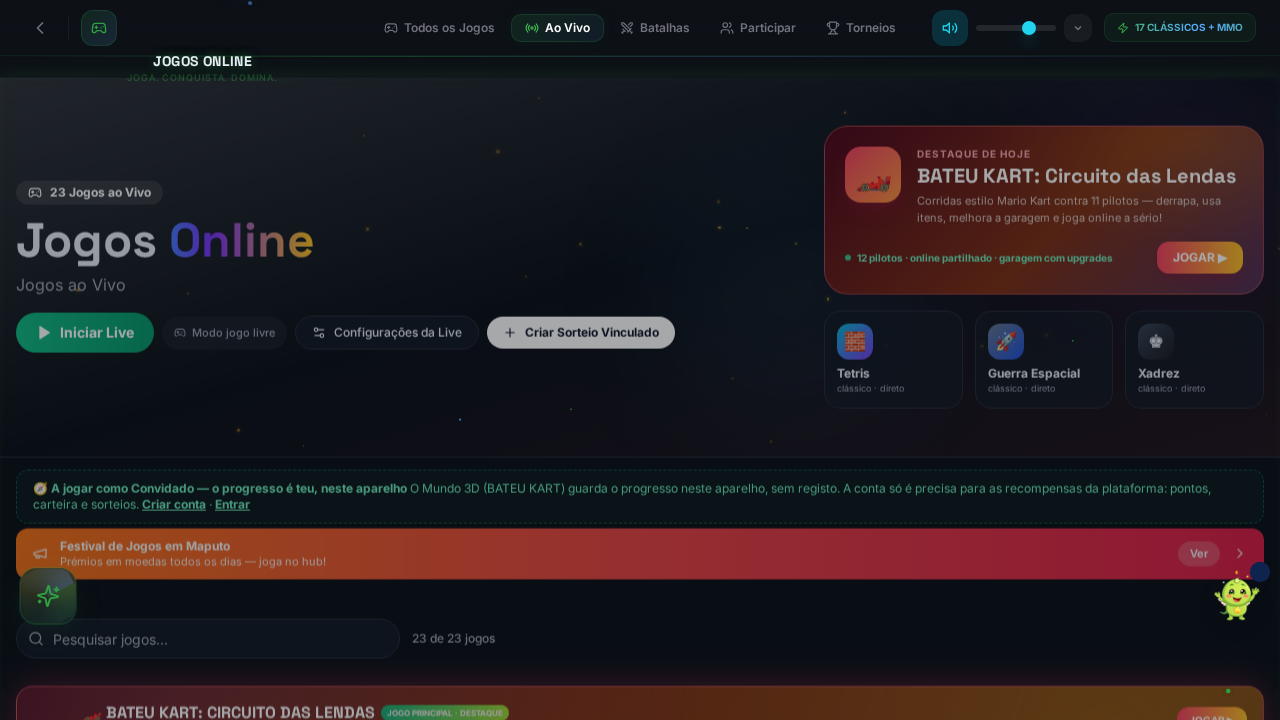 Todos os Jogos
Ao Vivo
Batalhas
Participar
Torneios
17 CLÁSSICOS + MMO
JOGOS ONLINE
JOGA. CONQUISTA. DOMINA.
23 Jogos ao Vivo
Jogos Online
Jogos ao Vivo
Iniciar Live
Modo jogo livre
Configurações da Live
Criar Sorteio Vinculado
DESTAQUE DE HOJE
BATEU KART: Circuito das Lendas
Corridas estilo Mario Kart contra 11 pilotos — derrapa, usa
itens, melhora a garagem e joga online a sério!
12 pilotos · online partilhado · garagem com upgrades
JOGAR ▶
Tetris
clássico · direto
Guerra Espacial
clássico · direto
Xadrez
clássico · direto
🧭 A jogar como Convidado — o progresso é teu, neste aparelho O Mundo 3D (BATEU KART) guarda o progresso neste aparelho, sem registo. A conta só é precisa para as recompensas da plataforma: pontos,
carteira e sorteios. Criar conta · Entrar
Festival de Jogos em Maputo
Prémios em moedas todos os dias — joga no hub!
Ver
Pesquisar jogos...
23 de 23 jogos
BATEU KART: CIRCUITO DAS LENDAS
JOGO PRINCIPAL · DESTAQUE
JOGAR ▶